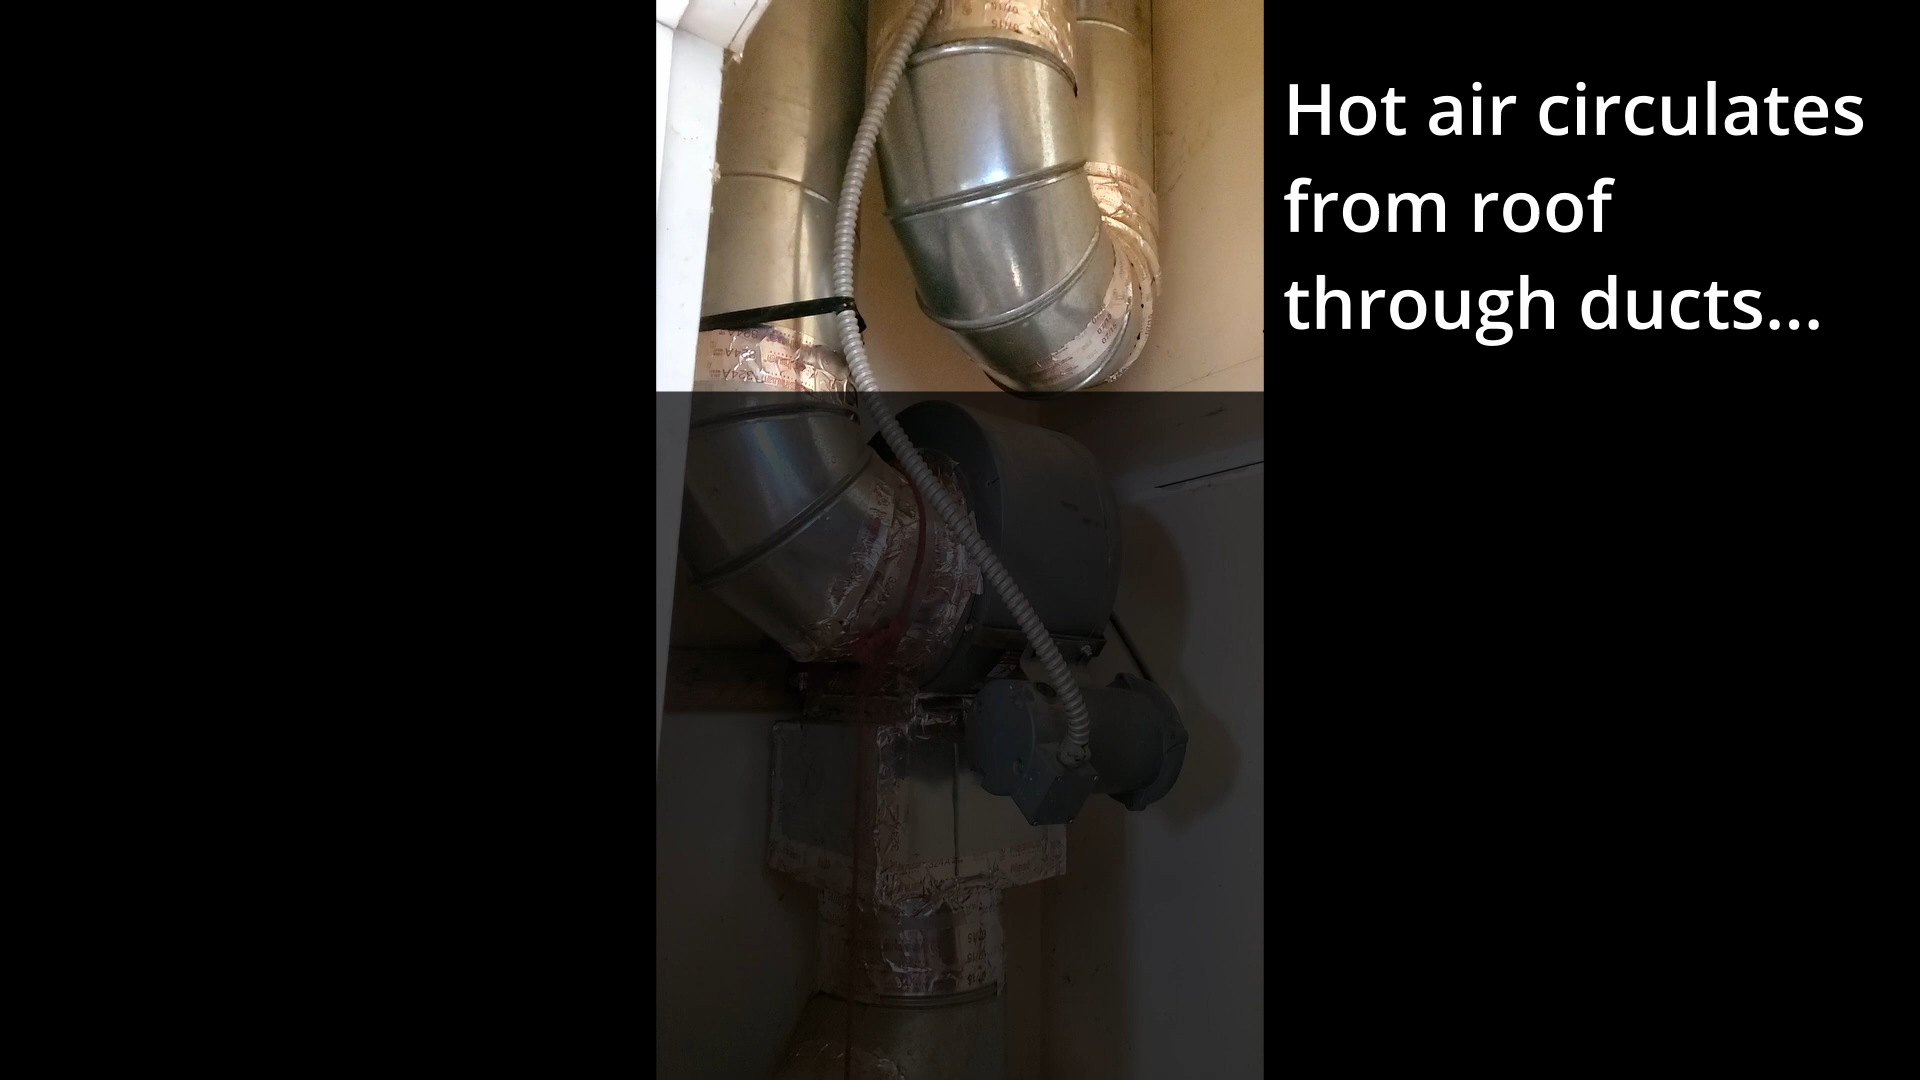 Hot air circulates
from roof
through ducts...